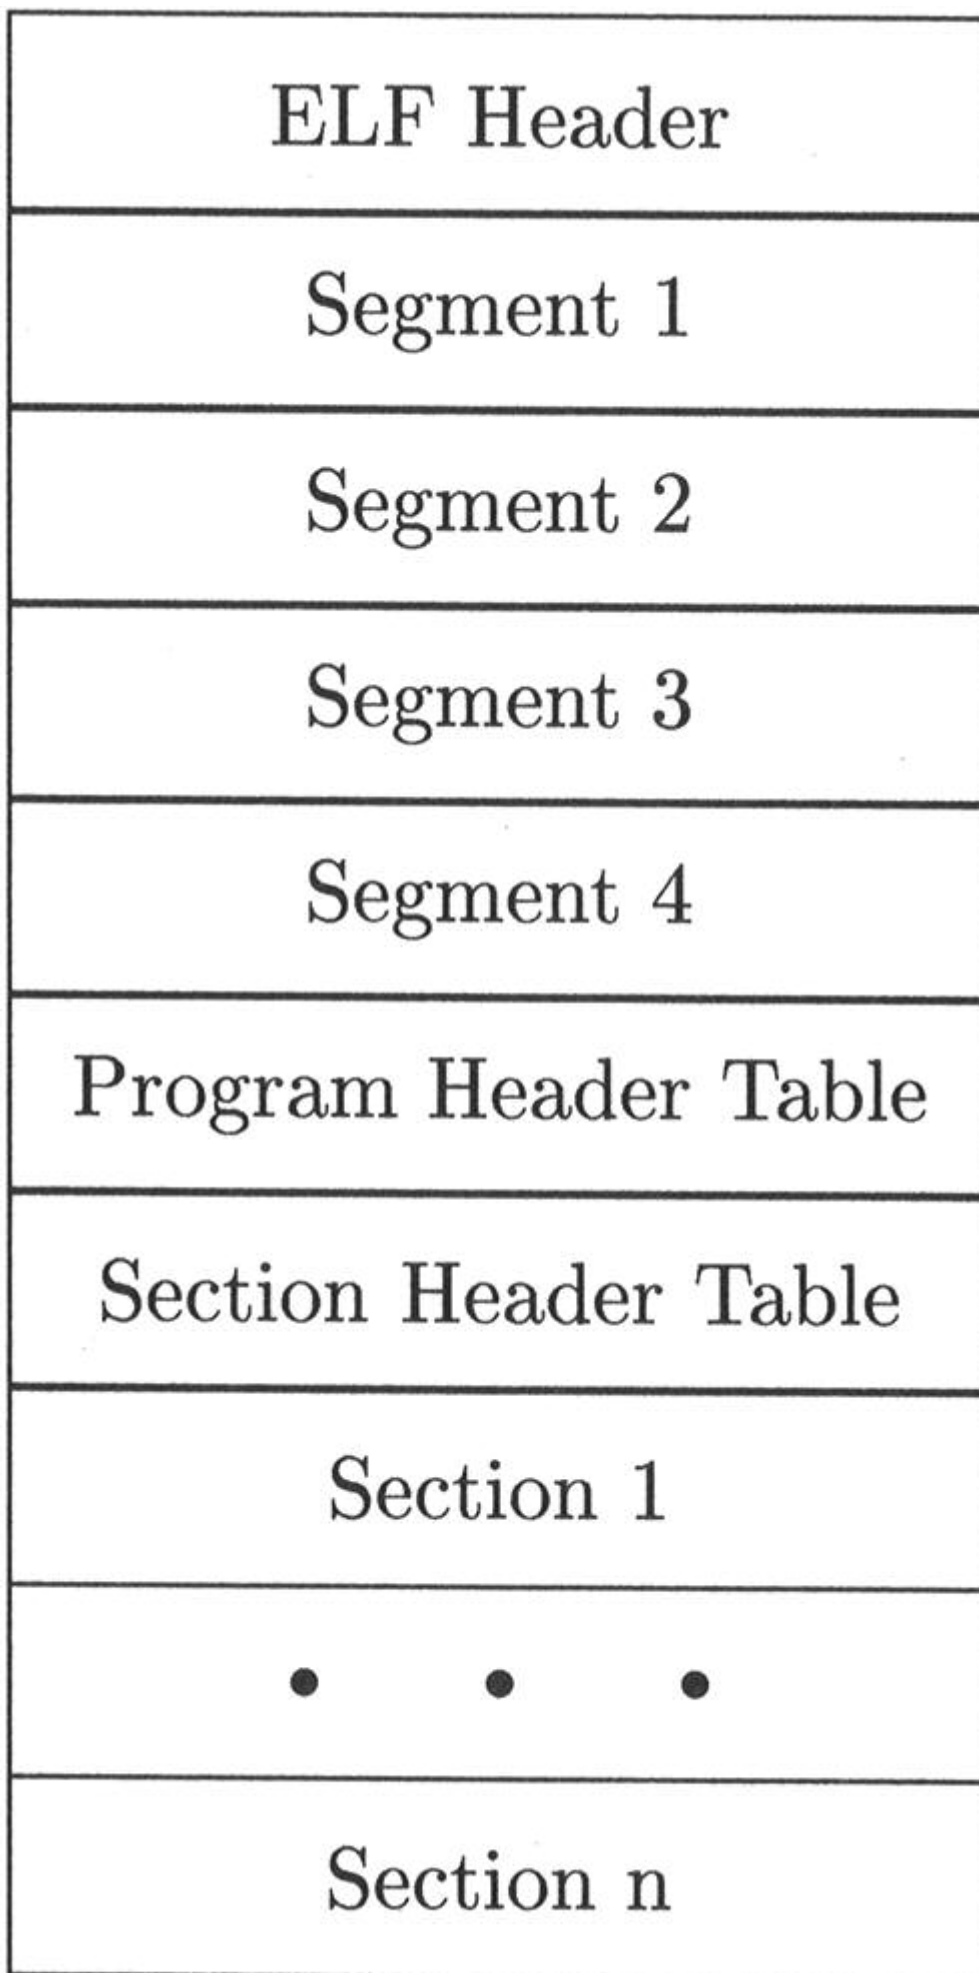 ELF Header
Segment 1
Segment 2
Segment 3
Segment 4
Program Header Table
Section Header Table
Section 1
• • •
Section n